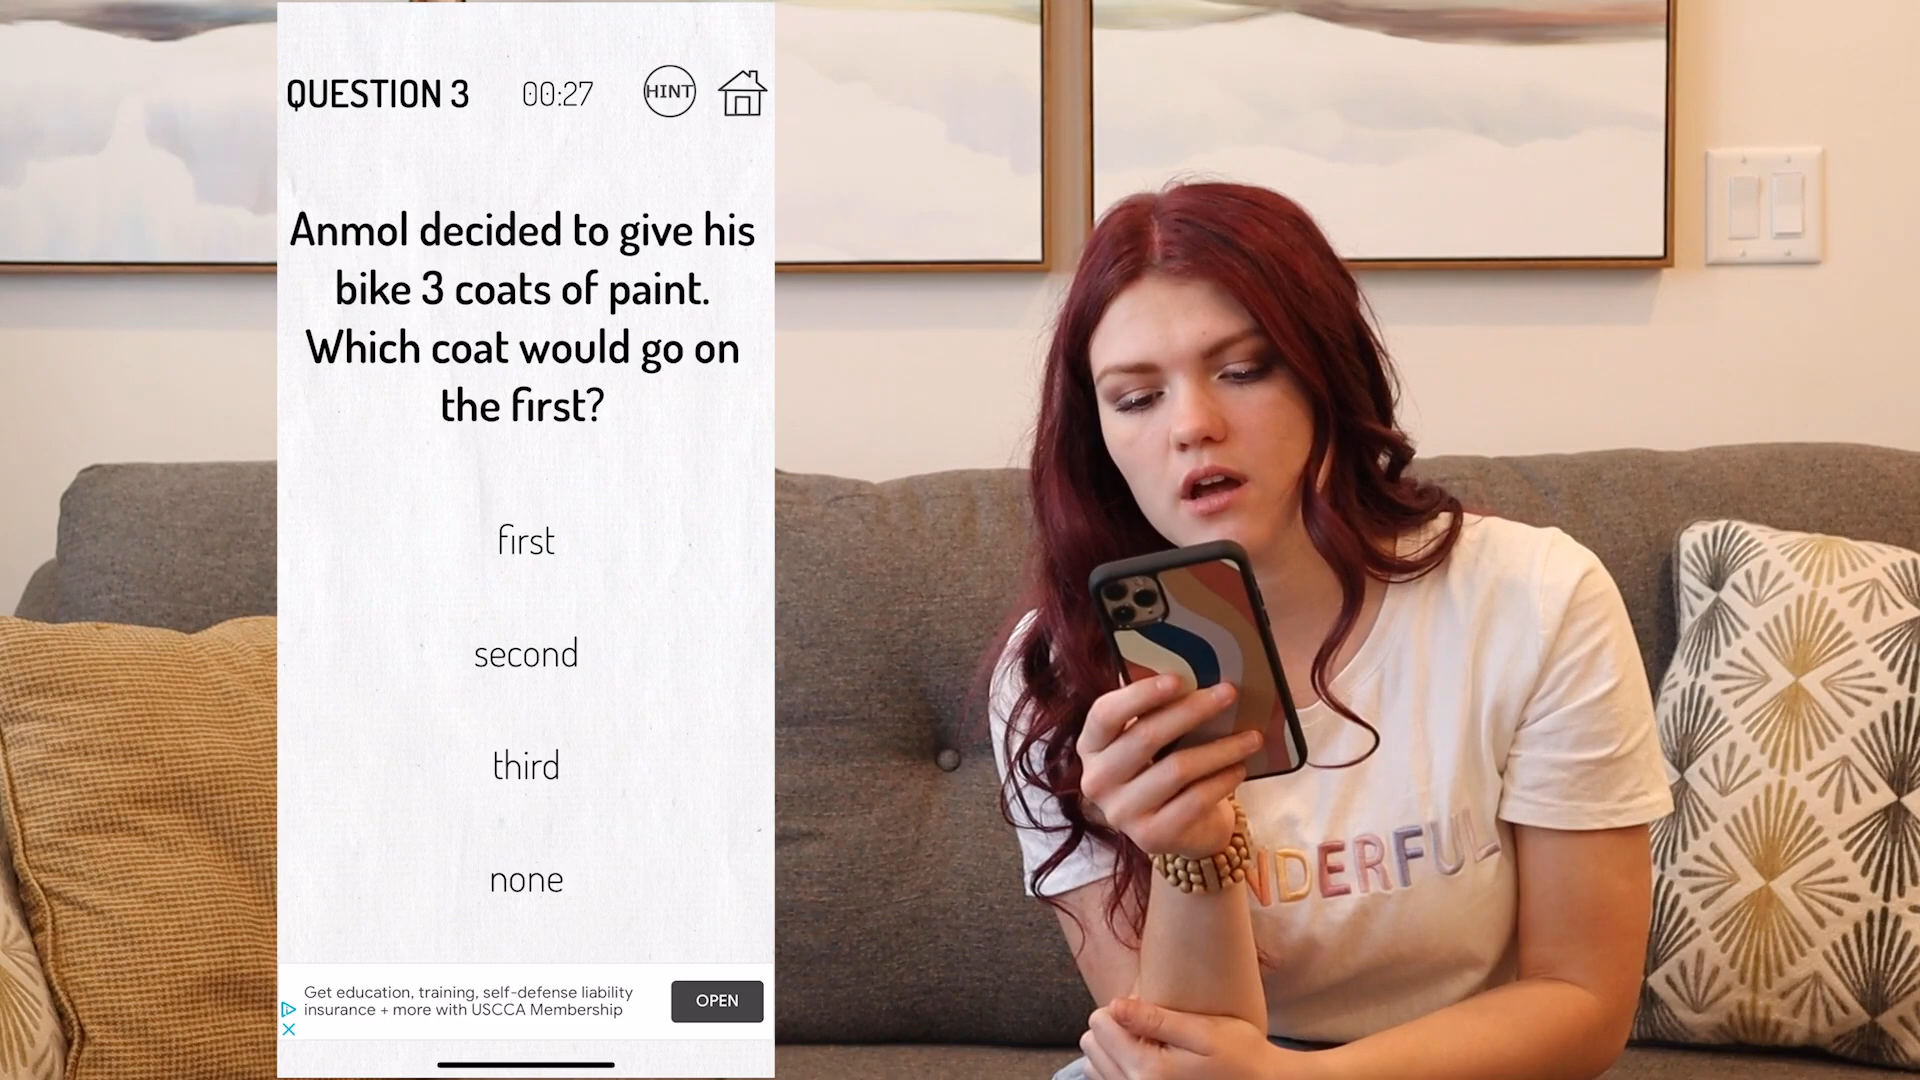 QUESTION 3
00:27
HINT
Anmol decided to give his
bike 3 coats of paint.
Which coat would go on
the first?
first
second
third
none
Get education, training, self-defense liability
insurance + more with USCCA Membership
OPEN
NDERFUL